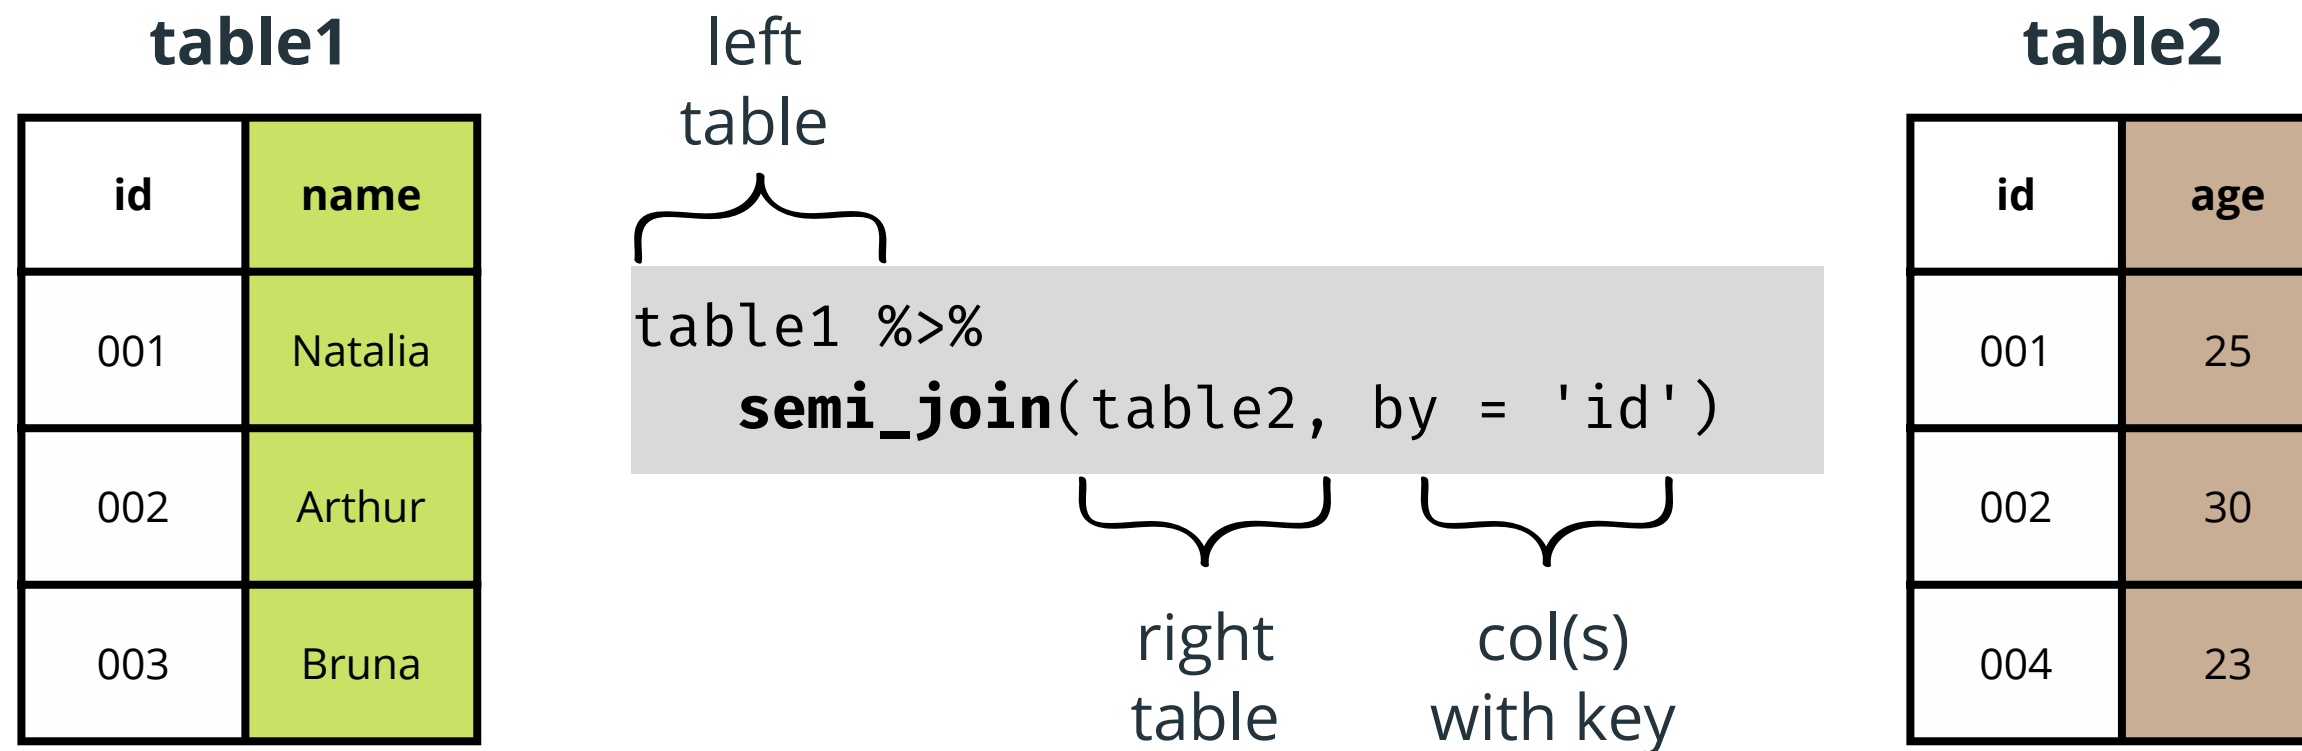 table1
id name
001 Natalia
002 Arthur
003 Bruna
left
table
table1 %>%
semi_join(table2, by = 'id')
right
table
col(s)
with key
table2
id age
001 25
002 30
004 23